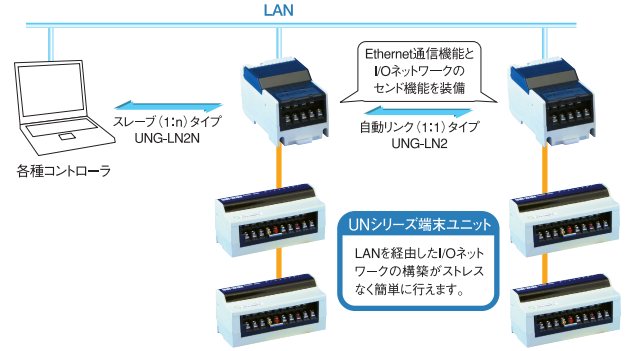 LAN
Ethernet通信機能と
I/Oネットワークの
センド機能を装備
スレーブ(1:n)タイプ
UNG-LN2N
自動リンク(1:1)タイプ
UNG-LN2
各種コントローラ
UNシリーズ端末ユニット
LANを経由したI/Oネット
ワークの構築がストレス
なく簡単に行えます。